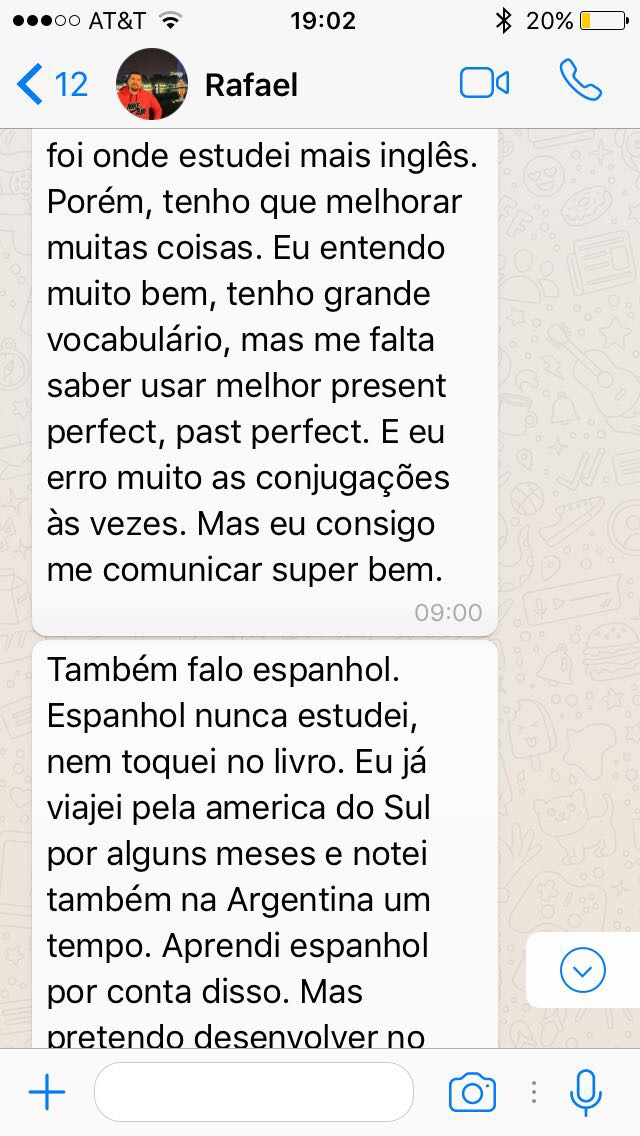 AT&T 19:02 20%
12 Rafael
foi onde estudei mais inglês.
Porém, tenho que melhorar
muitas coisas. Eu entendo
muito bem, tenho grande
vocabulário, mas me falta
saber usar melhor present
perfect, past perfect. E eu
erro muito as conjugações
às vezes. Mas eu consigo
me comunicar super bem.
09:00
Também falo espanhol.
Espanhol nunca estudei,
nem toquei no livro. Eu já
viajei pela america do Sul
por alguns meses e notei
também na Argentina um
tempo. Aprendi espanhol
por conta disso. Mas
pretendo desenvolver no